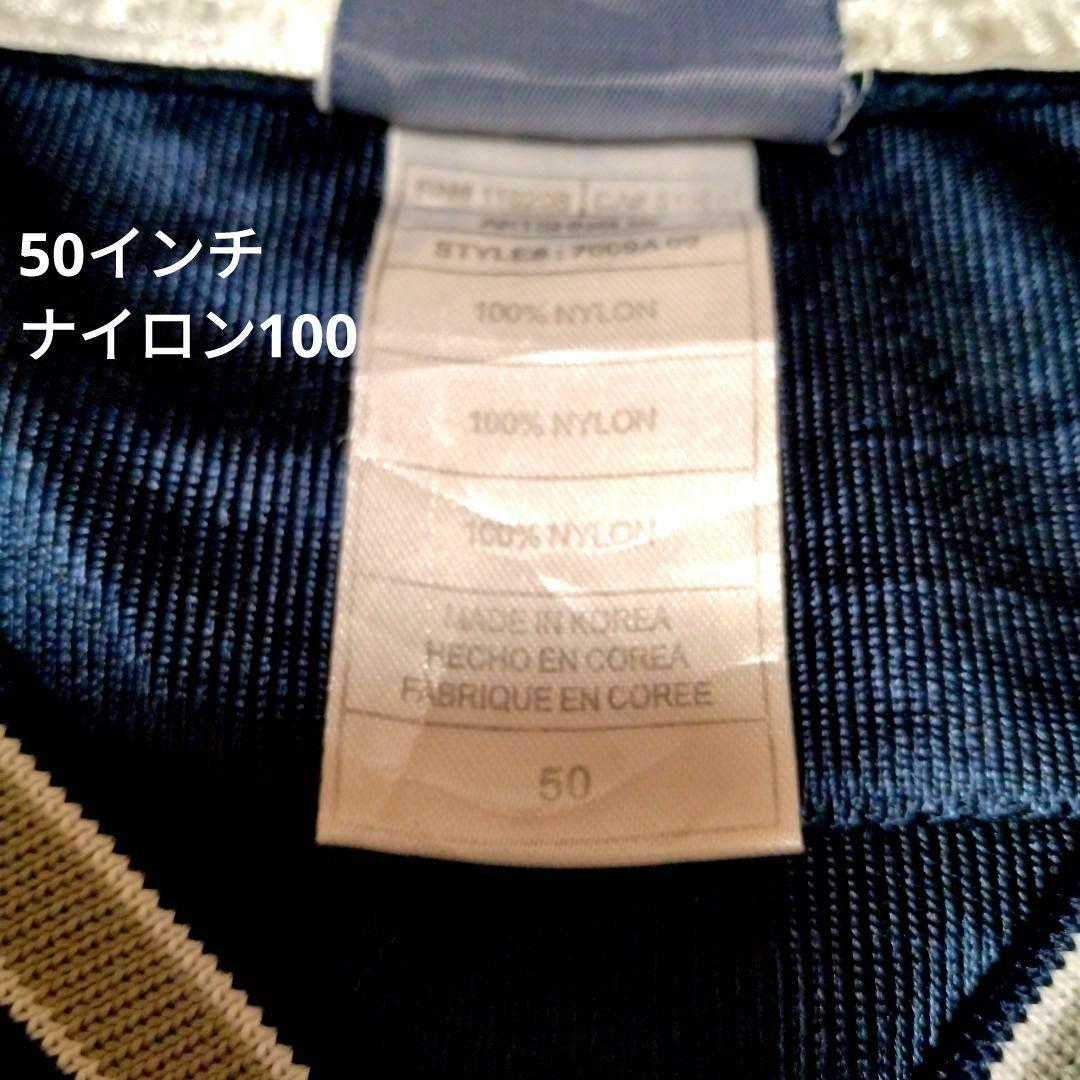 50インチ
ナイロン100
100% NYLON
100% NYLON
100% NYLON
MADE IN KOREA
HECHO EN COREA
FABRIQUE EN COREE
50